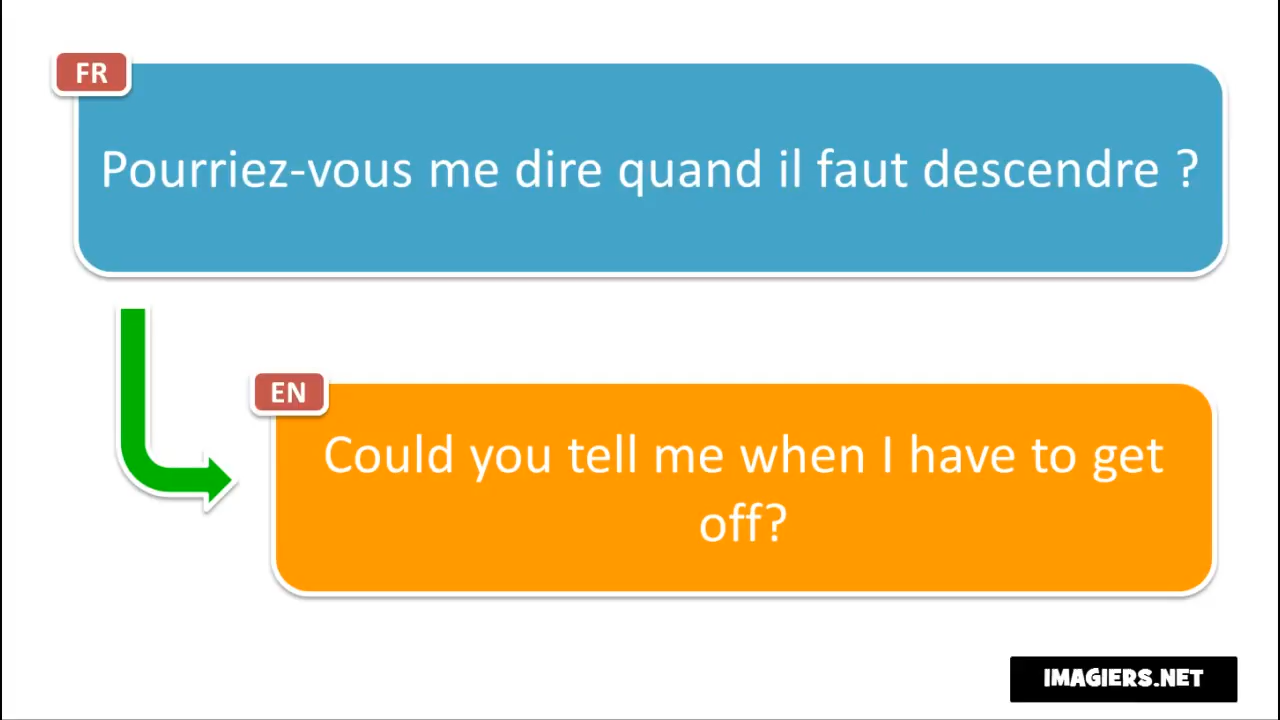 FR
Pourriez-vous me dire quand il faut descendre ?
EN
Could you tell me when I have to get
off?
IMAGIERS.NET